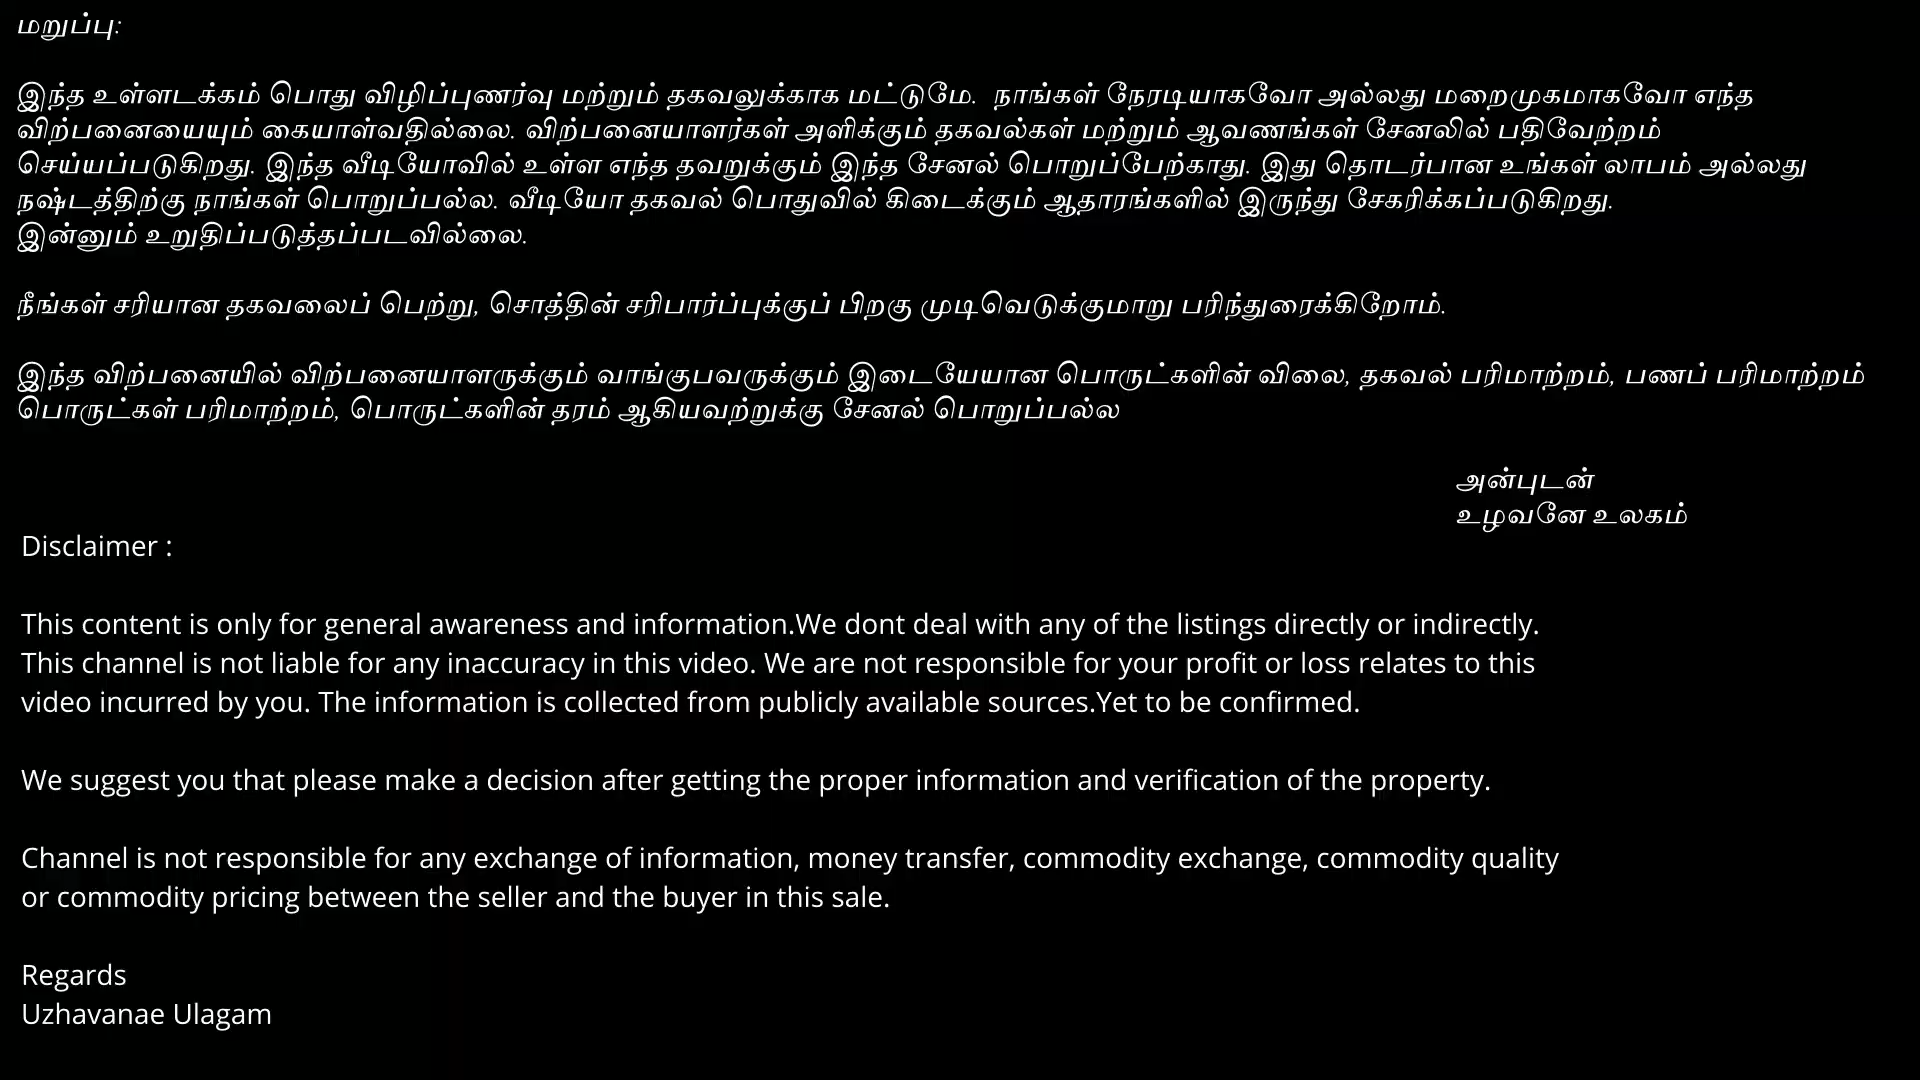 மறுப்பு:
இந்த உள்ளடக்கம் பொது விழிப்புணர்வு மற்றும் தகவலுக்காக மட்டுமே. நாங்கள் நேரடியாகவோ அல்லது மறைமுகமாகவோ எந்த
விற்பனையையும் கையாள்வதில்லை. விற்பனையாளர்கள் அளிக்கும் தகவல்கள் மற்றும் ஆவணங்கள் சேனலில் பதிவேற்றம்
செய்யப்படுகிறது. இந்த வீடியோவில் உள்ள எந்த தவறுக்கும் இந்த சேனல் பொறுப்பேற்காது. இது தொடர்பான உங்கள் லாபம் அல்லது
நஷ்டத்திற்கு நாங்கள் பொறுப்பல்ல. வீடியோ தகவல் பொதுவில் கிடைக்கும் ஆதாரங்களில் இருந்து சேகரிக்கப்படுகிறது.
இன்னும் உறுதிப்படுத்தப்படவில்லை.
நீங்கள் சரியான தகவலைப் பெற்று, சொத்தின் சரிபார்ப்புக்குப் பிறகு முடிவெடுக்குமாறு பரிந்துரைக்கிறோம்.
இந்த விற்பனையில் விற்பனையாளருக்கும் வாங்குபவருக்கும் இடையேயான பொருட்களின் விலை, தகவல் பரிமாற்றம், பணப் பரிமாற்றம்
பொருட்கள் பரிமாற்றம், பொருட்களின் தரம் ஆகியவற்றுக்கு சேனல் பொறுப்பல்ல
அன்புடன்
உழவனே உலகம்
Disclaimer :
This content is only for general awareness and information.We dont deal with any of the listings directly or indirectly.
This channel is not liable for any inaccuracy in this video. We are not responsible for your profit or loss relates to this
video incurred by you. The information is collected from publicly available sources.Yet to be confirmed.
We suggest you that please make a decision after getting the proper information and verification of the property.
Channel is not responsible for any exchange of information, money transfer, commodity exchange, commodity quality
or commodity pricing between the seller and the buyer in this sale.
Regards
Uzhavanae Ulagam